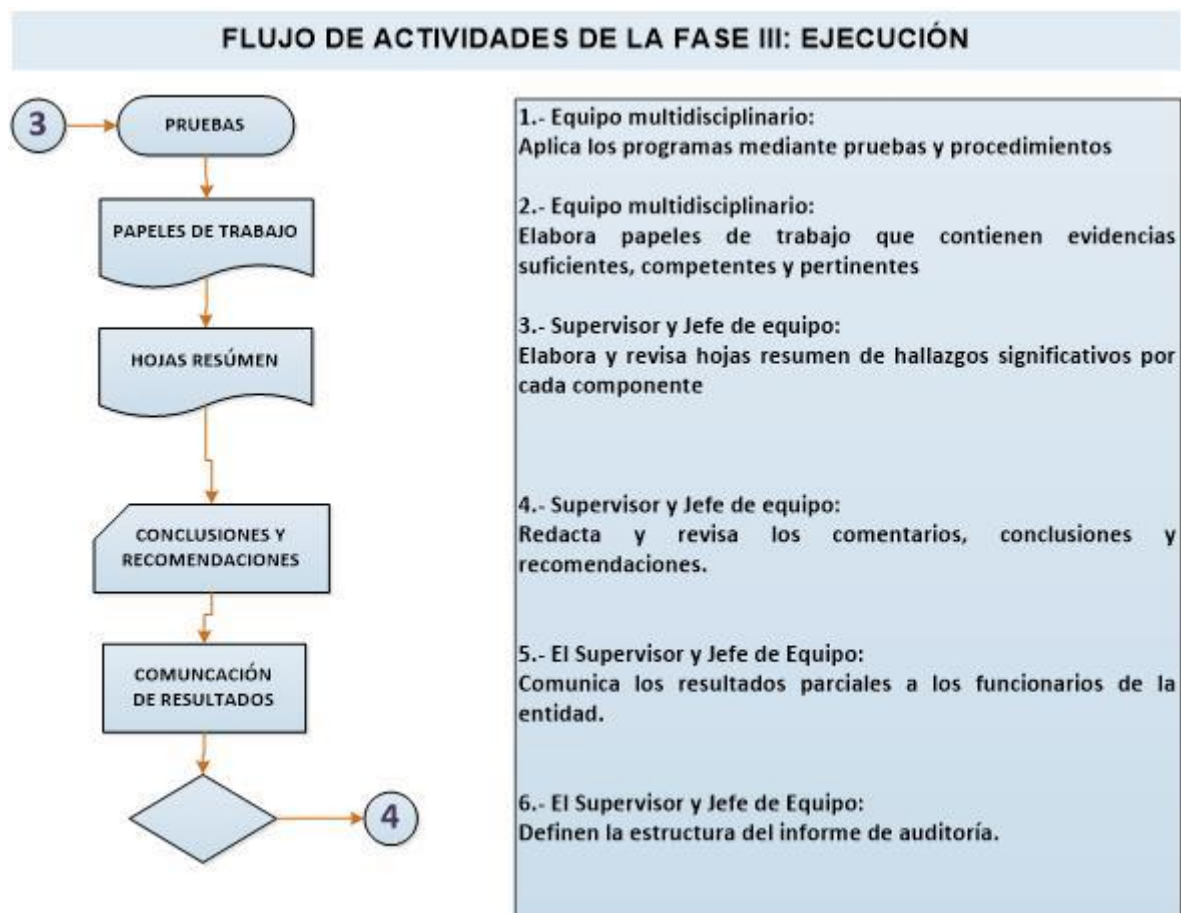 FLUJO DE ACTIVIDADES DE LA FASE III: EJECUCIÓN
3
PRUEBAS
PAPELES DE TRABAJO
HOJAS RESÚMEN
CONCLUSIONES Y
RECOMENDACIONES
COMUNCACIÓN
DE RESULTADOS
4
1.- Equipo multidisciplinario:
Aplica los programas mediante pruebas y procedimientos
2.- Equipo multidisciplinario:
Elabora papeles de trabajo que contienen evidencias
suficientes, competentes y pertinentes
3.- Supervisor y Jefe de equipo:
Elabora y revisa hojas resumen de hallazgos significativos por
cada componente
4.- Supervisor y Jefe de equipo:
Redacta y revisa los comentarios, conclusiones y
recomendaciones.
5.- El Supervisor y Jefe de Equipo:
Comunica los resultados parciales a los funcionarios de la
entidad.
6.- El Supervisor y Jefe de Equipo:
Definen la estructura del informe de auditoría.